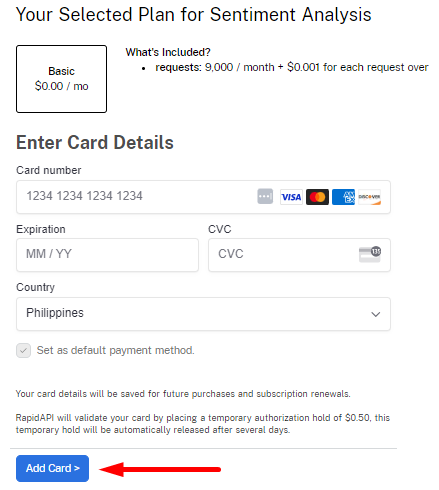 Your Selected Plan for Sentiment Analysis
What's Included?
Basic
$0.00 / mo
• requests: 9,000 / month + $0.001 for each request over
Enter Card Details
Card number
1234 1234 1234 1234
VISA
AMEX
DISCOVER
Expiration
CVC
MM / YY
CVC
Country
Philippines
Set as default payment method.
Your card details will be saved for future purchases and subscription renewals.
RapidAPI will validate your card by placing a temporary authorization hold of $0.50, this
temporary hold will be automatically released after several days.
Add Card >